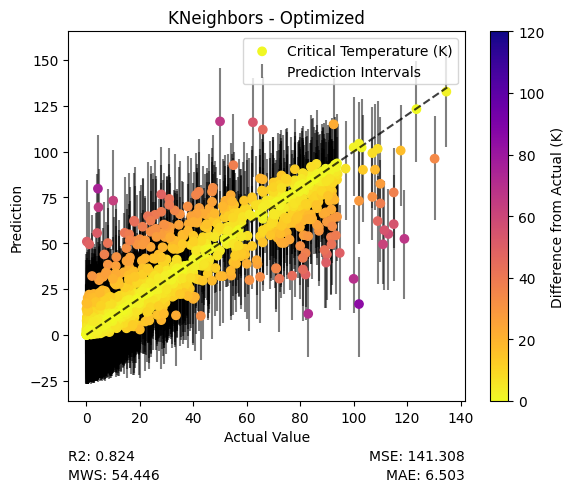 KNeighbors - Optimized
Critical Temperature (K)
Prediction Intervals
150
125
100
75
50
25
0
−25
Prediction
0 20 40 60 80 100 120 140
Actual Value
120
100
80
60
40
20
0
Difference from Actual (K)
R2: 0.824 MSE: 141.308
MWS: 54.446 MAE: 6.503